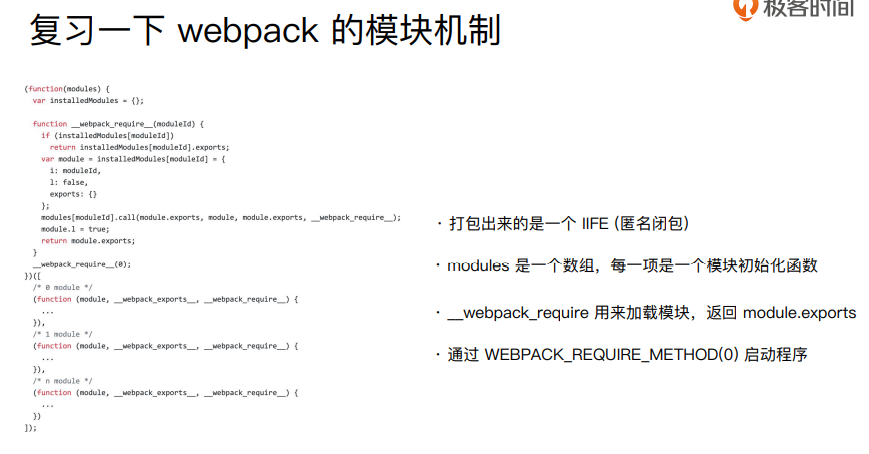 极客时间
复习一下 webpack 的模块机制
(function(modules) {
  var installedModules = {};
  function __webpack_require__(moduleId) {
    if (installedModules[moduleId])
      return installedModules[moduleId].exports;
    var module = installedModules[moduleId] = {
      i: moduleId,
      l: false,
      exports: {}
    };
    modules[moduleId].call(module.exports, module, module.exports, __webpack_require__);
    module.l = true;
    return module.exports;
  }
  __webpack_require__(0);
})([
  /* 0 module */
  (function (module, __webpack_exports__, __webpack_require__) {
    ...
  }),
  /* 1 module */
  (function (module, __webpack_exports__, __webpack_require__) {
    ...
  }),
  /* n module */
  (function (module, __webpack_exports__, __webpack_require__) {
    ...
  })
]);
· 打包出来的是一个 IIFE (匿名闭包)
· modules 是一个数组，每一项是一个模块初始化函数
· __webpack_require 用来加载模块，返回 module.exports
· 通过 WEBPACK_REQUIRE_METHOD(0) 启动程序